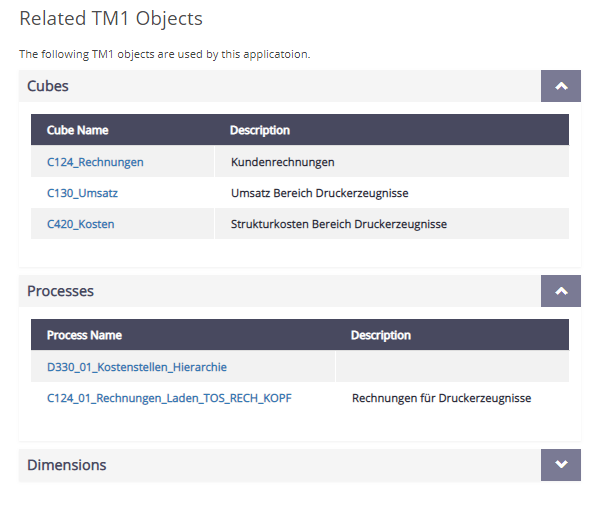 Related TM1 Objects
The following TM1 objects are used by this applicatoion.
Cubes
Cube Name Description
C124_Rechnungen Kundenrechnungen
C130_Umsatz Umsatz Bereich Druckerzeugnisse
C420_Kosten Strukturkosten Bereich Druckerzeugnisse
Processes
Process Name Description
D330_01_Kostenstellen_Hierarchie
C124_01_Rechnungen_Laden_TOS_RECH_KOPF Rechnungen für Druckerzeugnisse
Dimensions